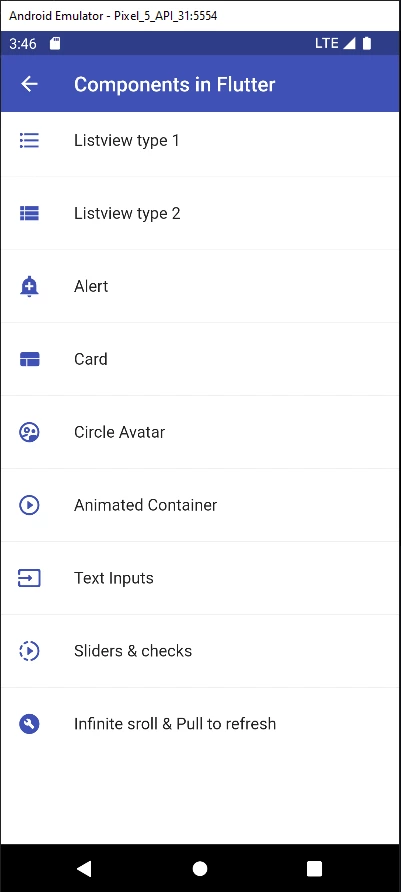 Android Emulator - Pixel_5_API_31:5554
3:46 LTE
Components in Flutter
Listview type 1
Listview type 2
Alert
Card
Circle Avatar
Animated Container
Text Inputs
Sliders & checks
Infinite sroll & Pull to refresh